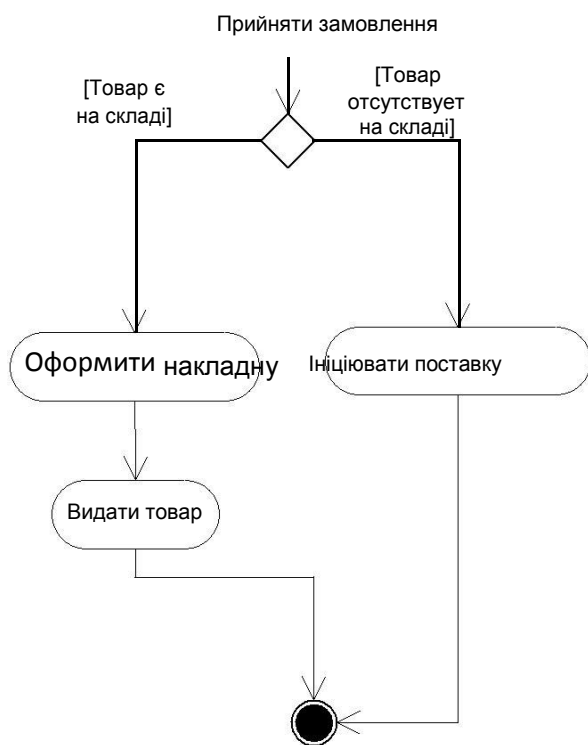 Прийняти замовлення
[Товар є
на складі]
[Товар
отсутствует
на складі]
Оформити накладну
Ініціювати поставку
Видати товар